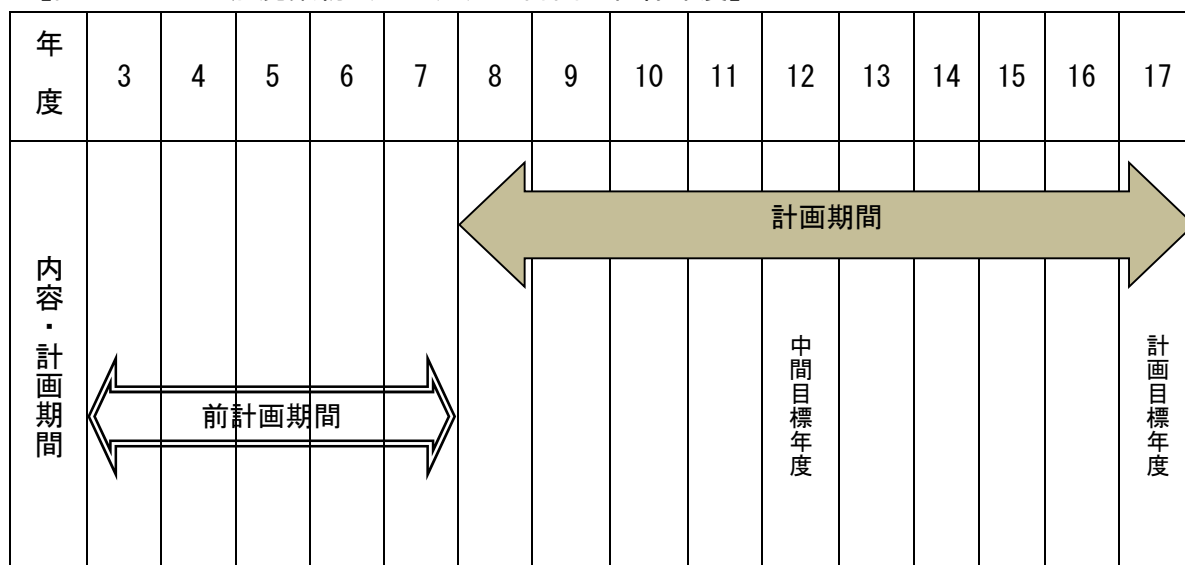 年度 3 4 5 6 7 8 9 10 11 12 13 14 15 16 17
計画期間
内容・計画期間
前計画期間
中間目標年度
計画目標年度